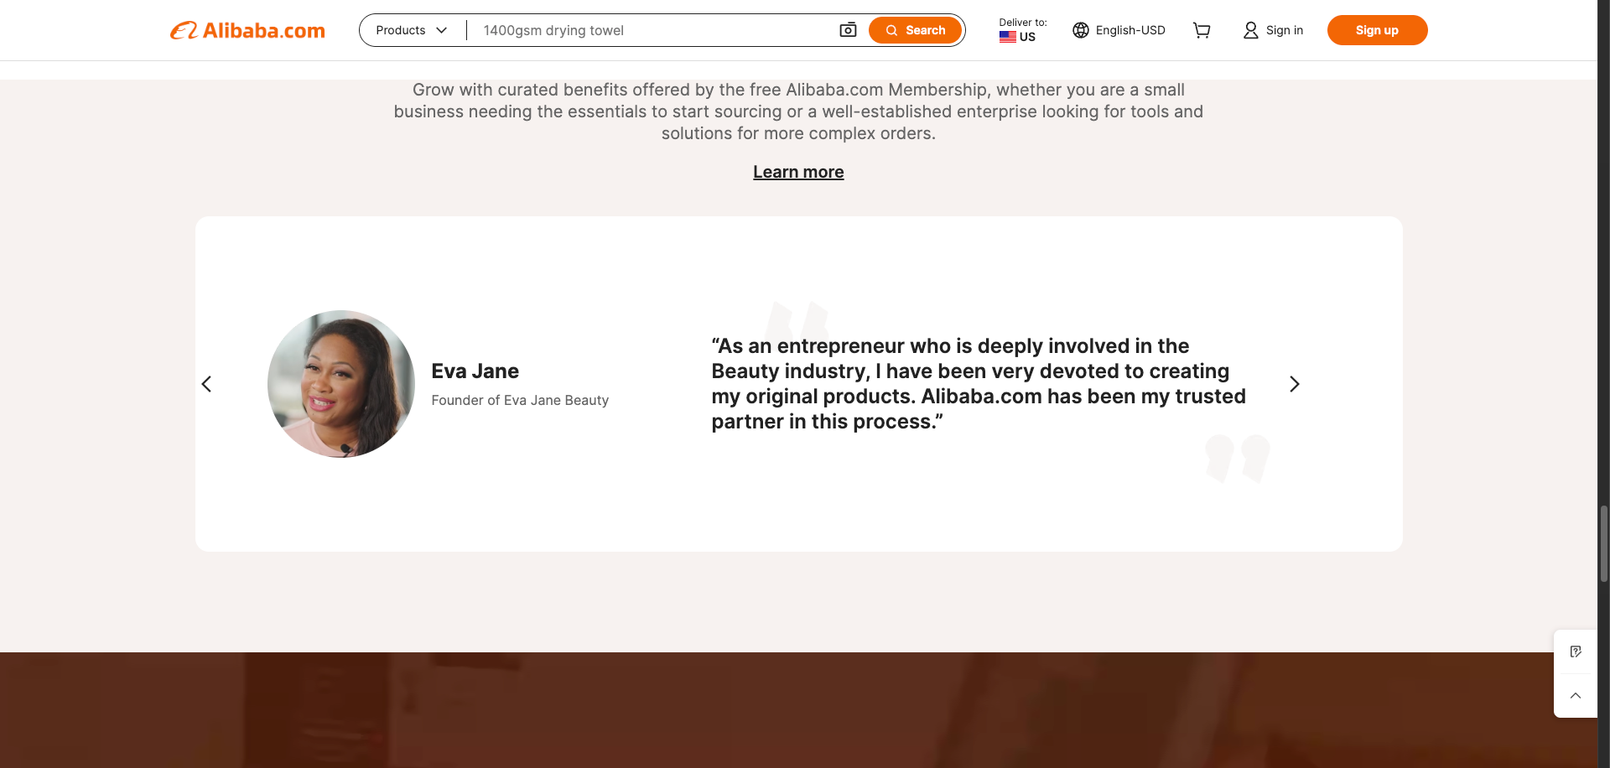 Alibaba.com
Products
1400gsm drying towel
Search
Deliver to:
US
English-USD
Sign in
Sign up
Grow with curated benefits offered by the free Alibaba.com Membership, whether you are a small
business needing the essentials to start sourcing or a well-established enterprise looking for tools and
solutions for more complex orders.
Learn more
Eva Jane
Founder of Eva Jane Beauty
“As an entrepreneur who is deeply involved in the
Beauty industry, I have been very devoted to creating
my original products. Alibaba.com has been my trusted
partner in this process.”